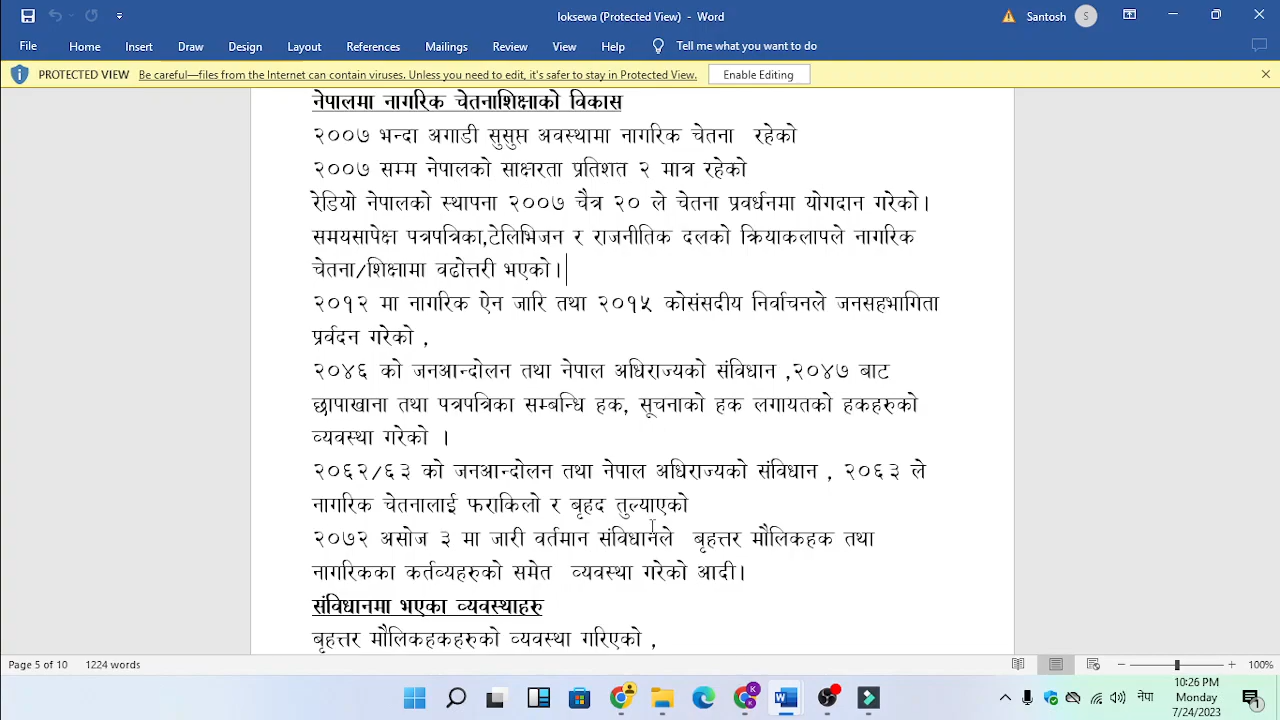 loksewa (Protected View) - Word
Santosh S
File Home Insert Draw Design Layout References Mailings Review View Help Tell me what you want to do
PROTECTED VIEW Be careful—files from the Internet can contain viruses. Unless you need to edit, it's safer to stay in Protected View. Enable Editing
नेपालमा नागरिक चेतनाशिक्षाको विकास
२००७ भन्दा अगाडी सुसुप्त अवस्थामा नागरिक चेतना रहेको
२००७ सम्म नेपालको साक्षरता प्रतिशत २ मात्र रहेको
रेडियो नेपालको स्थापना २००७ चैत्र २० ले चेतना प्रवर्धनमा योगदान गरेको।
समयसापेक्ष पत्रपत्रिका,टेलिभिजन र राजनीतिक दलको क्रियाकलापले नागरिक
चेतना/शिक्षामा वढोत्तरी भएको।
२०१२ मा नागरिक ऐन जारि तथा २०१५ कोसंसदीय निर्वाचनले जनसहभागिता
प्रर्वदन गरेको ,
२०४६ को जनआन्दोलन तथा नेपाल अधिराज्यको संविधान ,२०४७ बाट
छापाखाना तथा पत्रपत्रिका सम्बन्धि हक, सूचनाको हक लगायतको हकहरुको
व्यवस्था गरेको ।
२०६२/६३ को जनआन्दोलन तथा नेपाल अधिराज्यको संविधान , २०६३ ले
नागरिक चेतनालाई फराकिलो र बृहद तुल्याएको
२०७२ असोज ३ मा जारी वर्तमान संविधानले बृहत्तर मौलिकहक तथा
नागरिकका कर्तव्यहरुको समेत व्यवस्था गरेको आदी।
संविधानमा भएका व्यवस्थाहरु
बृहत्तर मौलिकहकहरुको व्यवस्था गरिएको ,
Page 5 of 10 1224 words 100%
नेपा
10:26 PM
Monday
7/24/2023